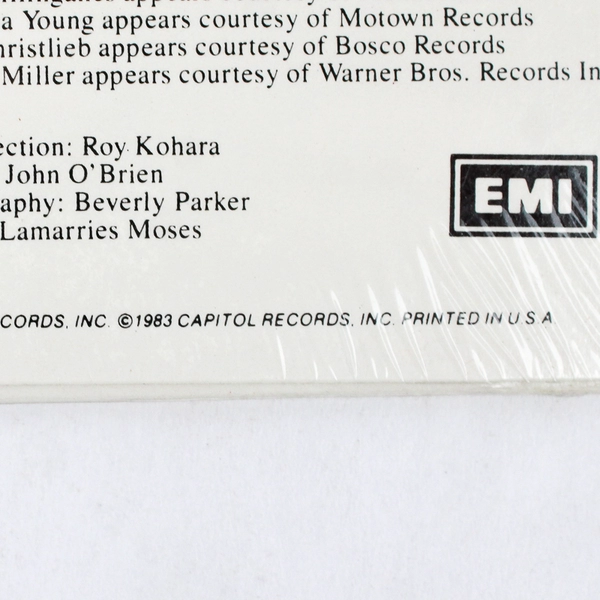 a Young appears courtesy of Motown Records
hristlieb appears courtesy of Bosco Records
Miller appears courtesy of Warner Bros. Records In
ection: Roy Kohara
John O'Brien
aphy: Beverly Parker
Lamarries Moses
EMI
CORDS, INC. ©1983 CAPITOL RECORDS, INC. PRINTED IN U.S.A